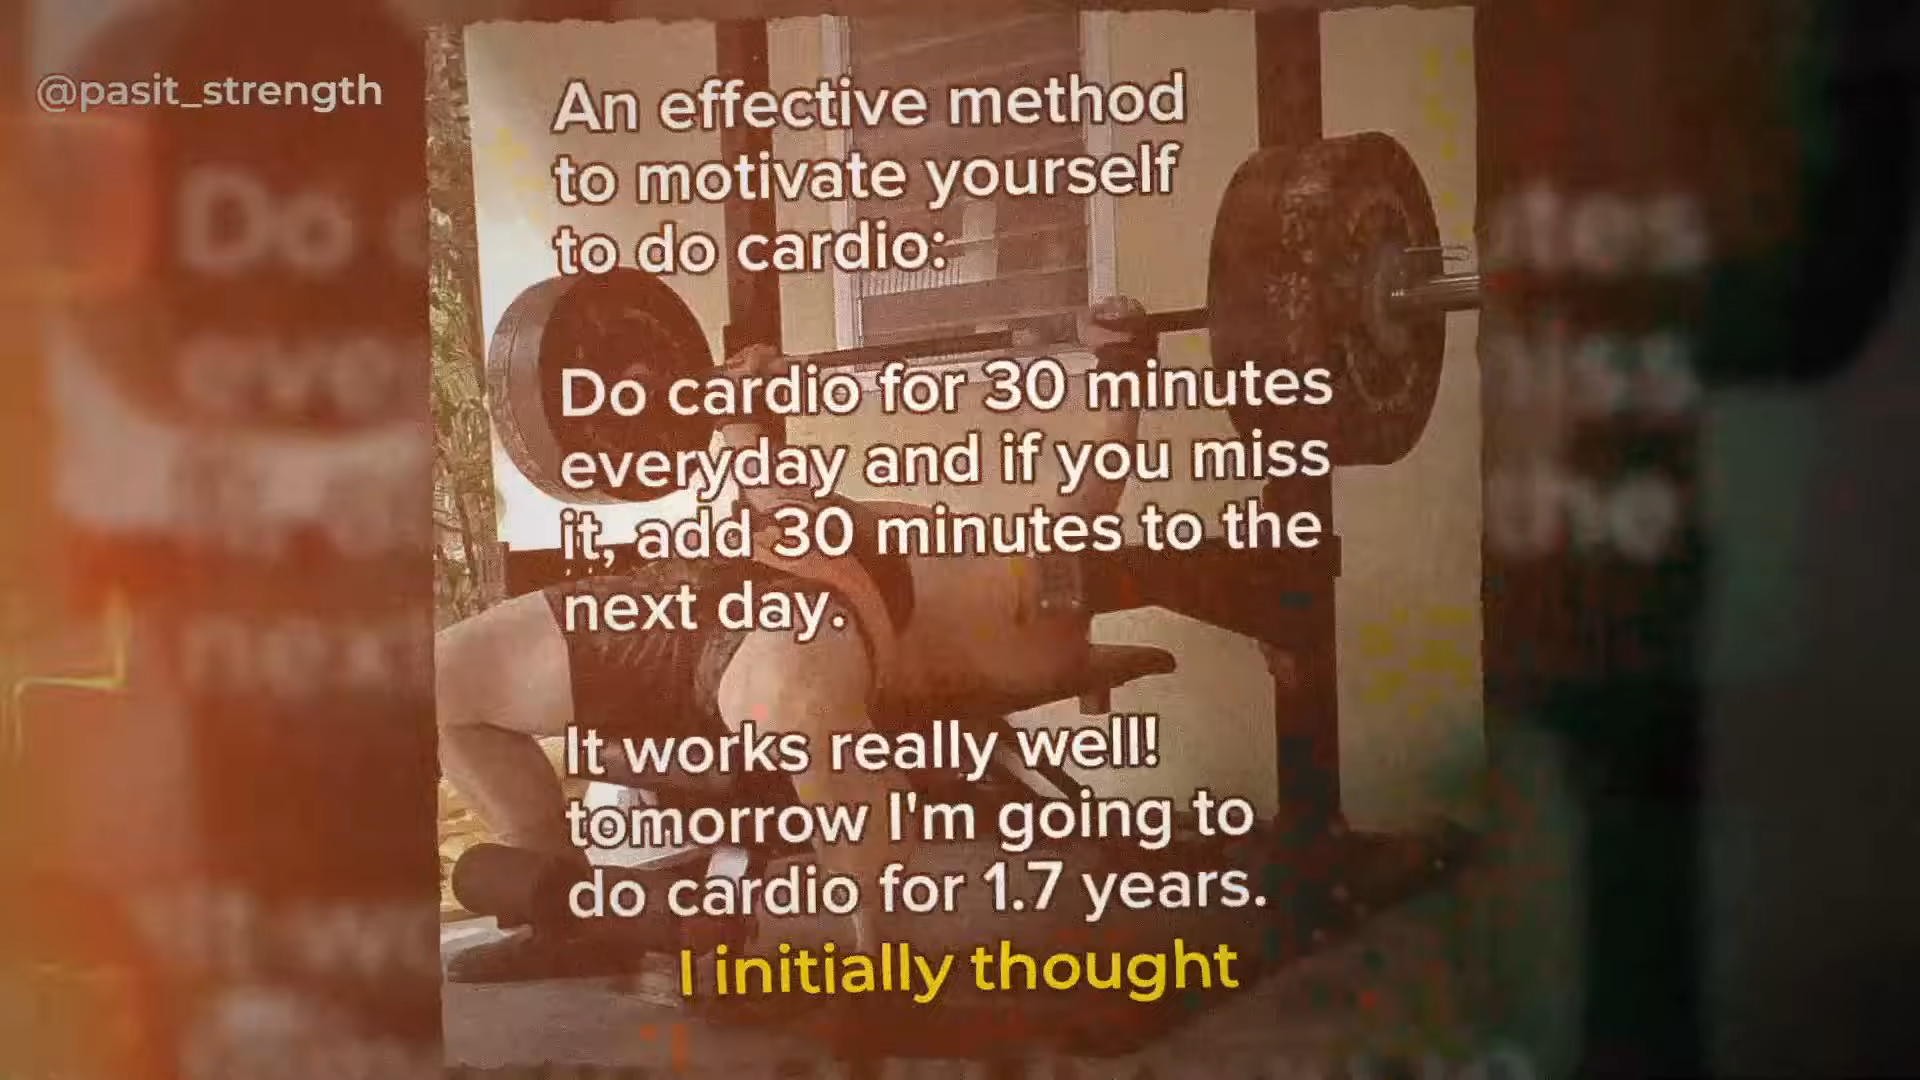 @pasit_strength
An effective method
to motivate yourself
to do cardio:
Do cardio for 30 minutes
everyday and if you miss
it, add 30 minutes to the
next day.
It works really well!
tomorrow I'm going to
do cardio for 1.7 years.
I initially thought